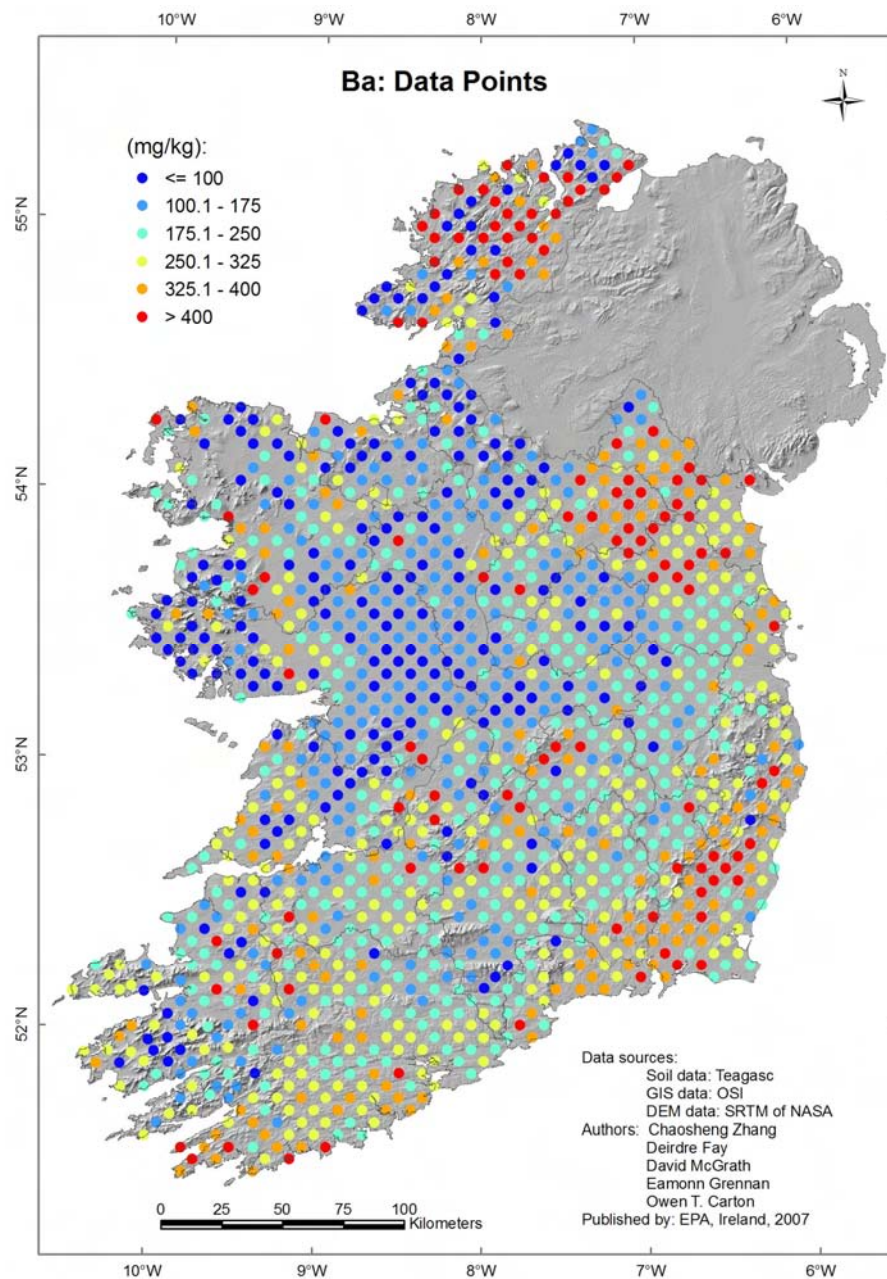 10°W 9°W 8°W 7°W 6°W
Ba: Data Points
N
(mg/kg):
<= 100
100.1 - 175
175.1 - 250
250.1 - 325
325.1 - 400
> 400
55°N
54°N
53°N
52°N
Data sources:
Soil data: Teagasc
GIS data: OSI
DEM data: SRTM of NASA
Authors: Chaosheng Zhang
Deirdre Fay
David McGrath
Eamonn Grennan
Owen T. Carton
Published by: EPA, Ireland, 2007
0 25 50 75 100
Kilometers
10°W 9°W 8°W 7°W 6°W